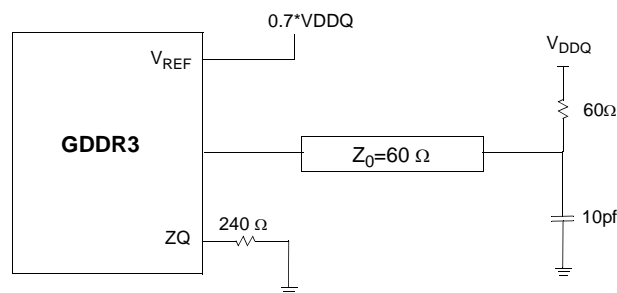 0.7*VDDQ
VREF
VDDQ
60Ω
GDDR3
Z0=60 Ω
240 Ω
ZQ
10pf